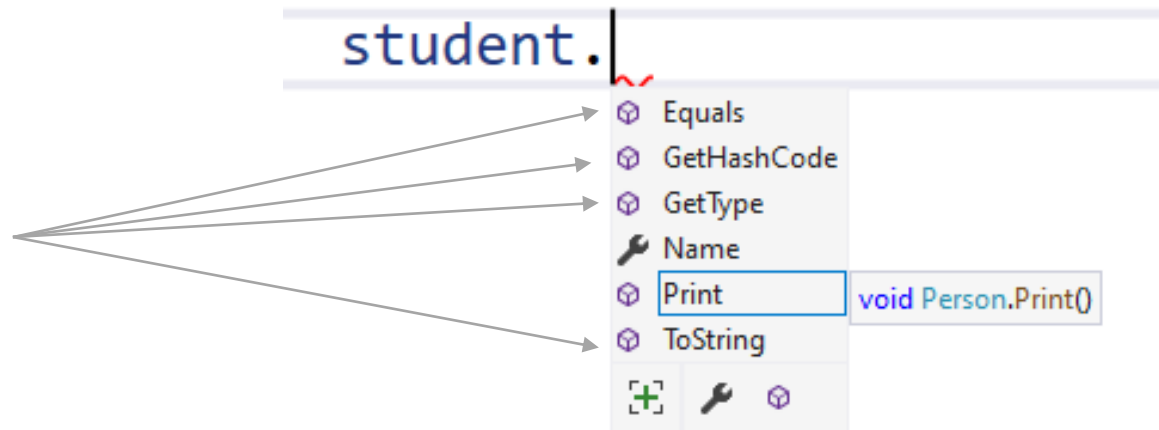 student.
Equals
GetHashCode
GetType
Name
Print
void Person.Print()
ToString